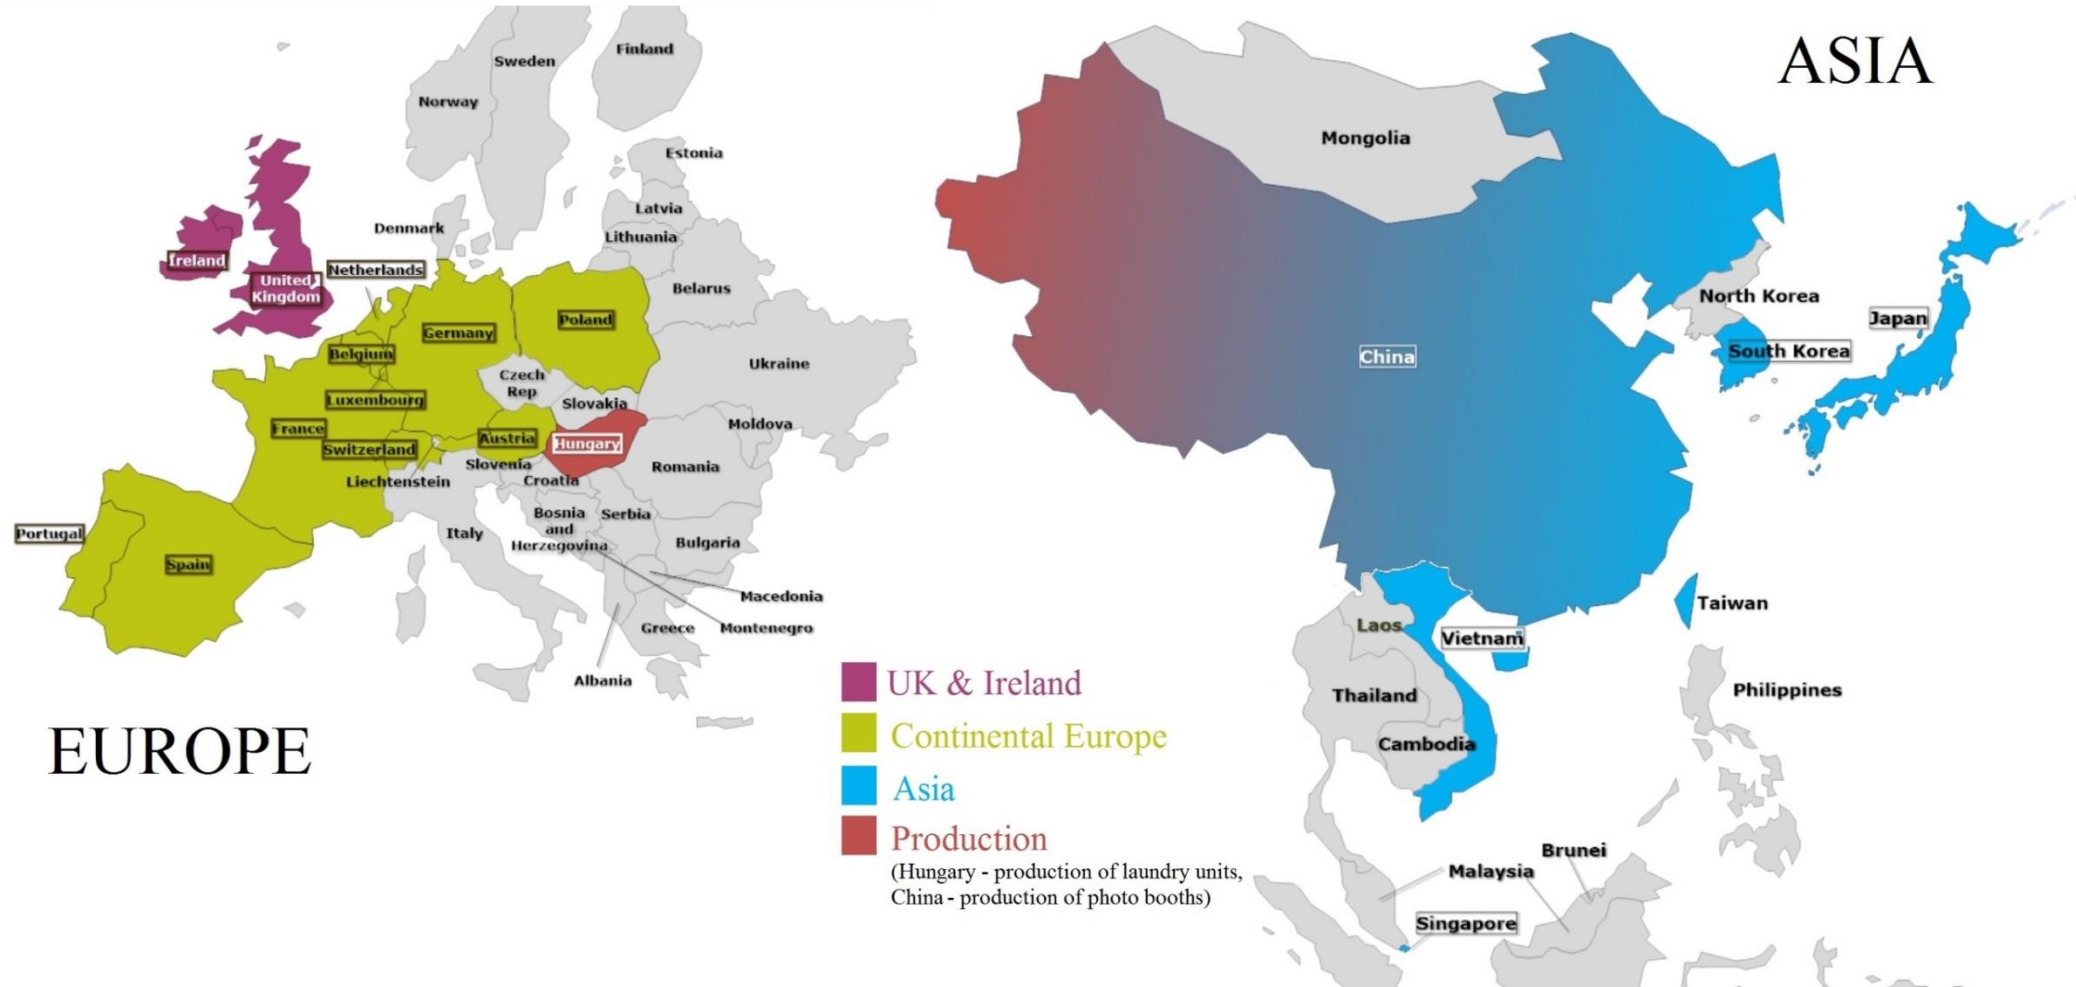 Sweden
Finland
Norway
Estonia
Latvia
Denmark
Lithuania
Ireland
Netherlands
United
Kingdom
Belarus
Germany
Poland
Belgium
Ukraine
Czech
Rep
Luxembourg
Slovakia
France
Moldova
Switzerland
Austria
Hungary
Slovenia
Romania
Liechtenstein
Croatia
Bosnia
and
Herzegovina
Serbia
Portugal
Italy
Bulgaria
Spain
Macedonia
Greece
Montenegro
Albania
EUROPE
UK & Ireland
Continental Europe
Asia
Production
(Hungary - production of laundry units,
China - production of photo booths)
ASIA
Mongolia
North Korea
Japan
South Korea
China
Taiwan
Laos
Vietnam
Thailand
Philippines
Cambodia
Brunei
Malaysia
Singapore